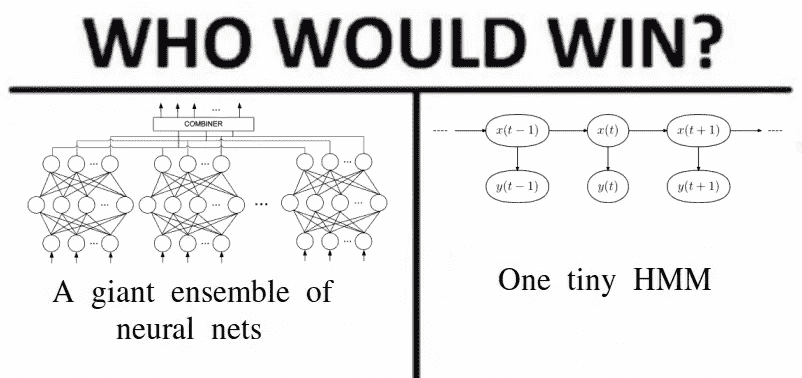 WHO WOULD WIN?
COMBINER
...
... ... ...
... ... ... ...
... ... ...
A giant ensemble of
neural nets
x(t − 1) x(t) x(t + 1)
y(t − 1) y(t) y(t + 1)
One tiny HMM